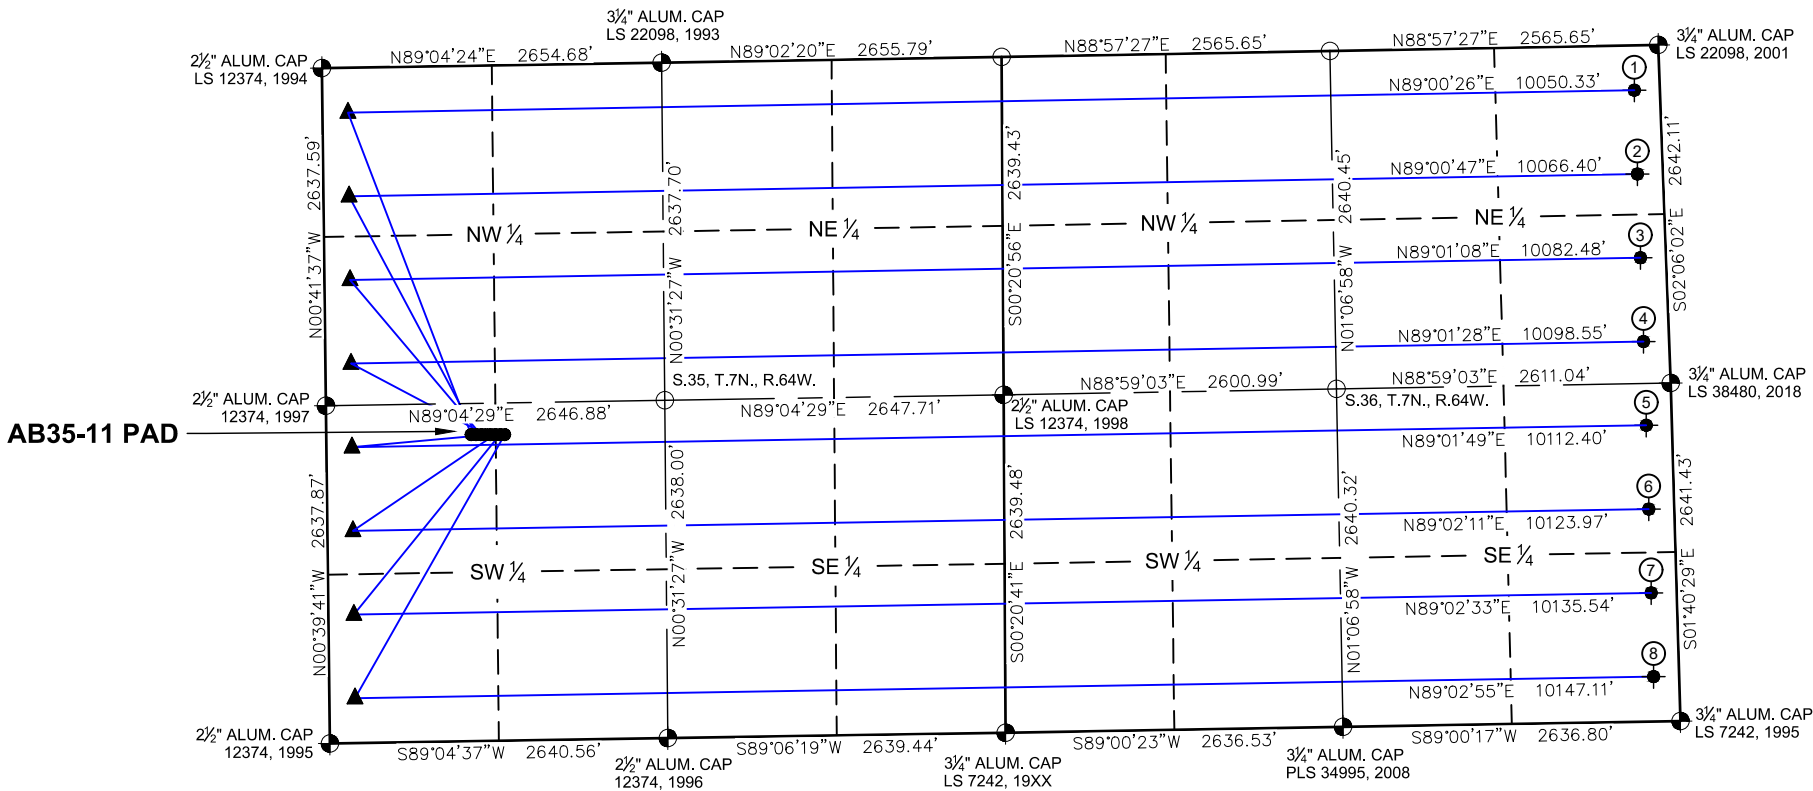 3¼" ALUM. CAP
LS 22098, 1993
2½" ALUM. CAP
LS 12374, 1994
N89°04'24"E 2654.68'
N89°02'20"E 2655.79'
N88°57'27"E 2565.65'
N88°57'27"E 2565.65'
3¼" ALUM. CAP
LS 22098, 2001
1
N89°00'26"E 10050.33'
2
N89°00'47"E 10066.40'
3
N89°01'08"E 10082.48'
4
N89°01'28"E 10098.55'
N00°41'37"W 2637.59'
N00°31'27"W 2637.70'
S00°20'56"E 2639.43'
N01°06'58"W 2640.45'
S02°06'02"E 2642.11'
NW ¼
NE ¼
NW ¼
NE ¼
S.35, T.7N., R.64W.
2½" ALUM. CAP
12374, 1997
N89°04'29"E 2646.88'
N89°04'29"E 2647.71'
N88°59'03"E 2600.99'
N88°59'03"E 2611.04'
S.36, T.7N., R.64W.
3¼" ALUM. CAP
LS 38480, 2018
2½" ALUM. CAP
LS 12374, 1998
AB35-11 PAD
5
N89°01'49"E 10112.40'
6
N89°02'11"E 10123.97'
7
N89°02'33"E 10135.54'
8
N89°02'55"E 10147.11'
N00°39'41"W 2637.87'
N00°31'27"W 2638.00'
S00°20'41"E 2639.48'
N01°06'58"W 2640.32'
S01°40'29"E 2641.43'
SW ¼
SE ¼
SW ¼
SE ¼
2½" ALUM. CAP
12374, 1995
S89°04'37"W 2640.56'
S89°06'19"W 2639.44'
S89°00'23"W 2636.53'
S89°00'17"W 2636.80'
3¼" ALUM. CAP
LS 7242, 1995
2½" ALUM. CAP
12374, 1996
3¼" ALUM. CAP
LS 7242, 19XX
3¼" ALUM. CAP
PLS 34995, 2008